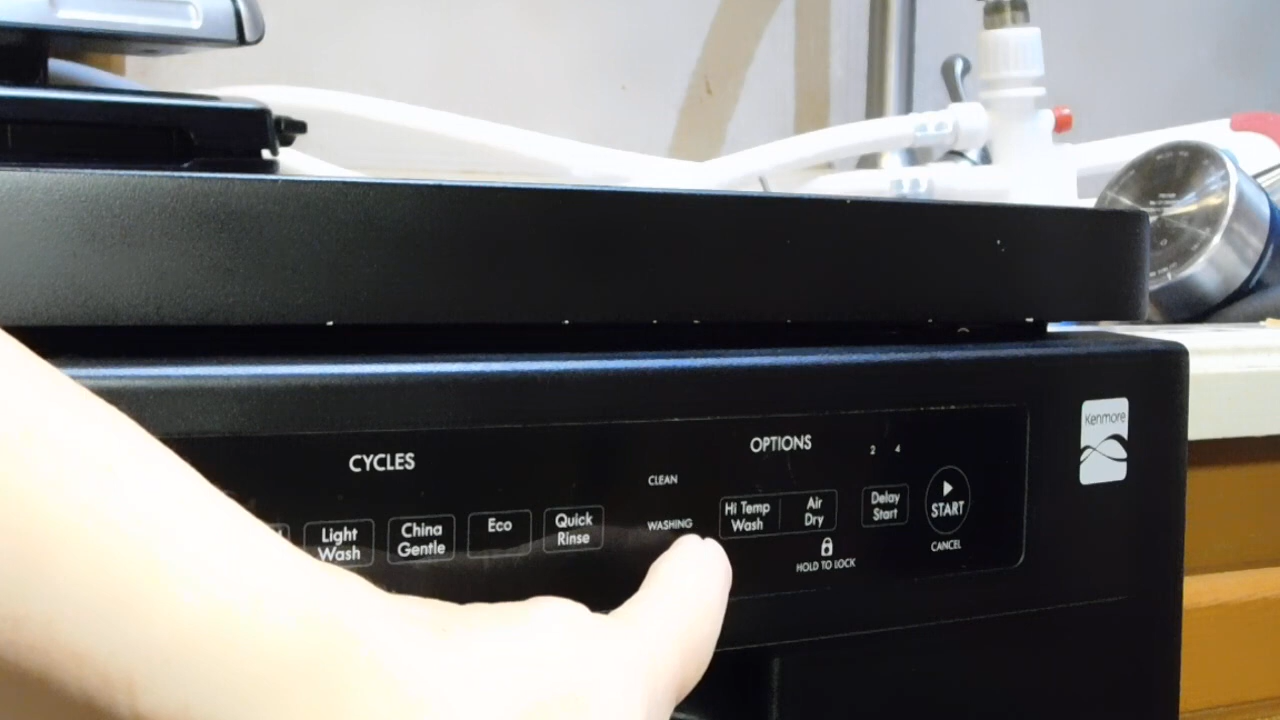 CYCLES
Light
Wash
China
Gentle
Eco
Quick
Rinse
CLEAN
WASHING
OPTIONS
Hi Temp
Wash
Air
Dry
HOLD TO LOCK
2 4
Delay
Start
START
CANCEL
Kenmore